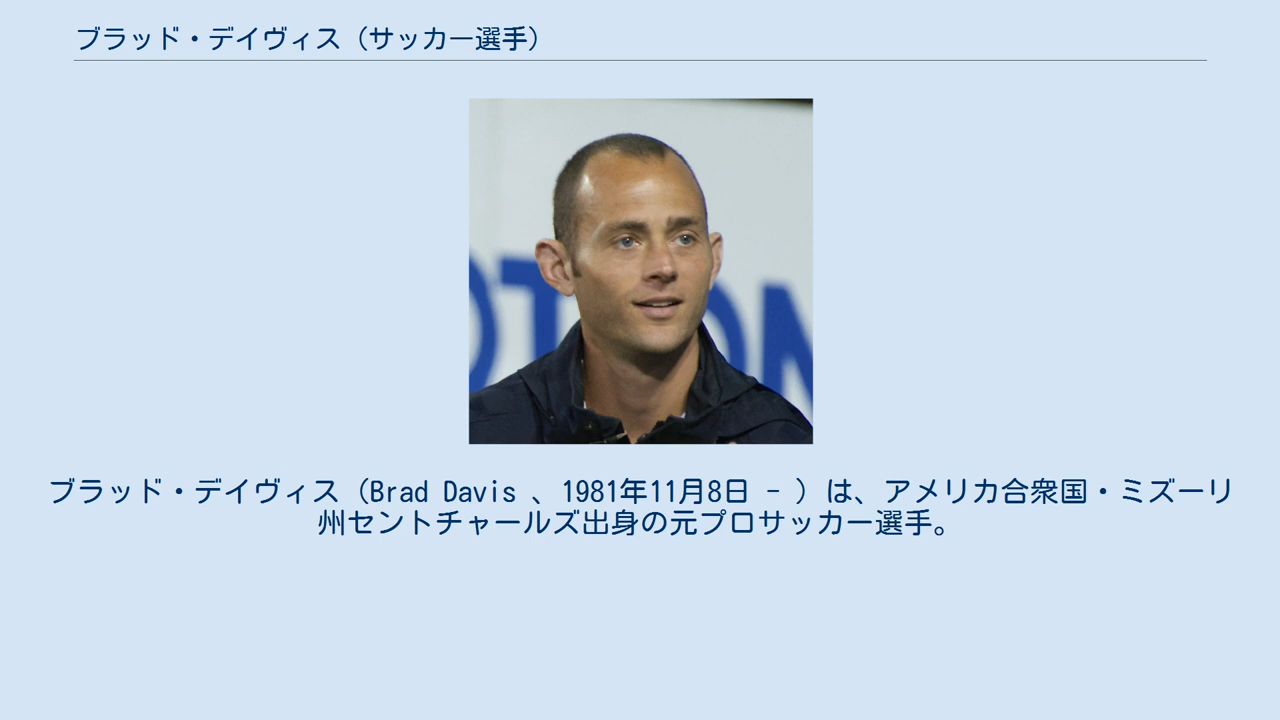 ブラッド・デイヴィス（サッカー選手）
ブラッド・デイヴィス（Brad Davis 、1981年11月8日 - ）は、アメリカ合衆国・ミズーリ
州セントチャールズ出身の元プロサッカー選手。